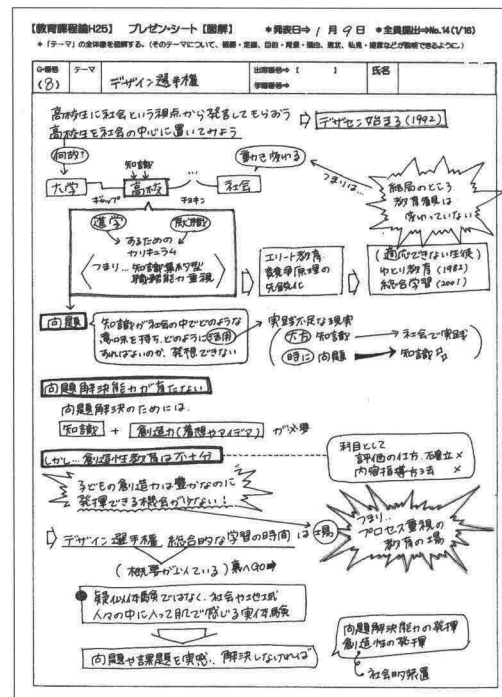 【教育課程論H25】 プレゼン・シート【図解】 *発表日⇒ 1月9日 *全員提出⇒No.14(1/16)
*「テーマ」の全体像を図解する。(そのテーマについて、概要・定義、目的・背景・理由、現状、私見・提言などが説明できるように。)
G・番号 テーマ 出席番号⇒ [ ] 氏名
(8) デザイン選手権 学籍番号⇒
高校生に社会という視点から発言してもらおう
高校生を社会の中心に置いてみよう
デザセン始まる(1992)
何故?
知識
動き始める
大学 高校 社会
ギャップ
つまりは…
結局のところ
教育観は
変わっていない
進学 就職
あるための
カリキュラム
つまり… 知識集約型
職務能力重視
エリート教育
競争原理の
先鋭化
(適応できない生徒)
ゆとり教育(1982)
総合学習(2001)
問題
知識が社会の中でどのような
意味を持ち、どのように活用
すればよいのか、発想できない
実践不足な現実
大方 知識 → 社会で実践
時に 問題 → 知識
問題解決能力が育たない
問題解決のためには、
知識 + 創造力(着想やアイデア) が必要
しかし…創造性教育は不十分
科目として
評価の仕方、確立×
内容指導方法×
子どもの創造力は豊かなのに
発揮できる機会が少ない!
つまり…
プロセス重視の
教育の場
デザイン選手権、総合的な学習の時間は場
(概要が似ている) 裏へGO
疑似体験ではなく、社会や地域
人々の中に入って肌で感じる実体験
問題解決能力の発揮
創造性の発揮
問題や課題を実感、解決しなければ
社会的装置